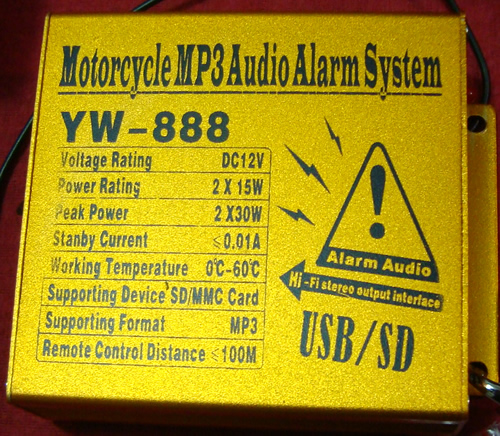 Motorcycle MP3 Audio Alarm System
YW-888
Voltage Rating DC12V
Power Rating 2 X 15W
Peak Power 2 X30W
Stanby Current ≤0.01A
Working Temperature 0℃-60℃
Supporting Device SD/MMC Card
Supporting Format MP3
Remote Control Distance ≤100M
Alarm Audio
Hi-Fi stereo output interface
USB/SD